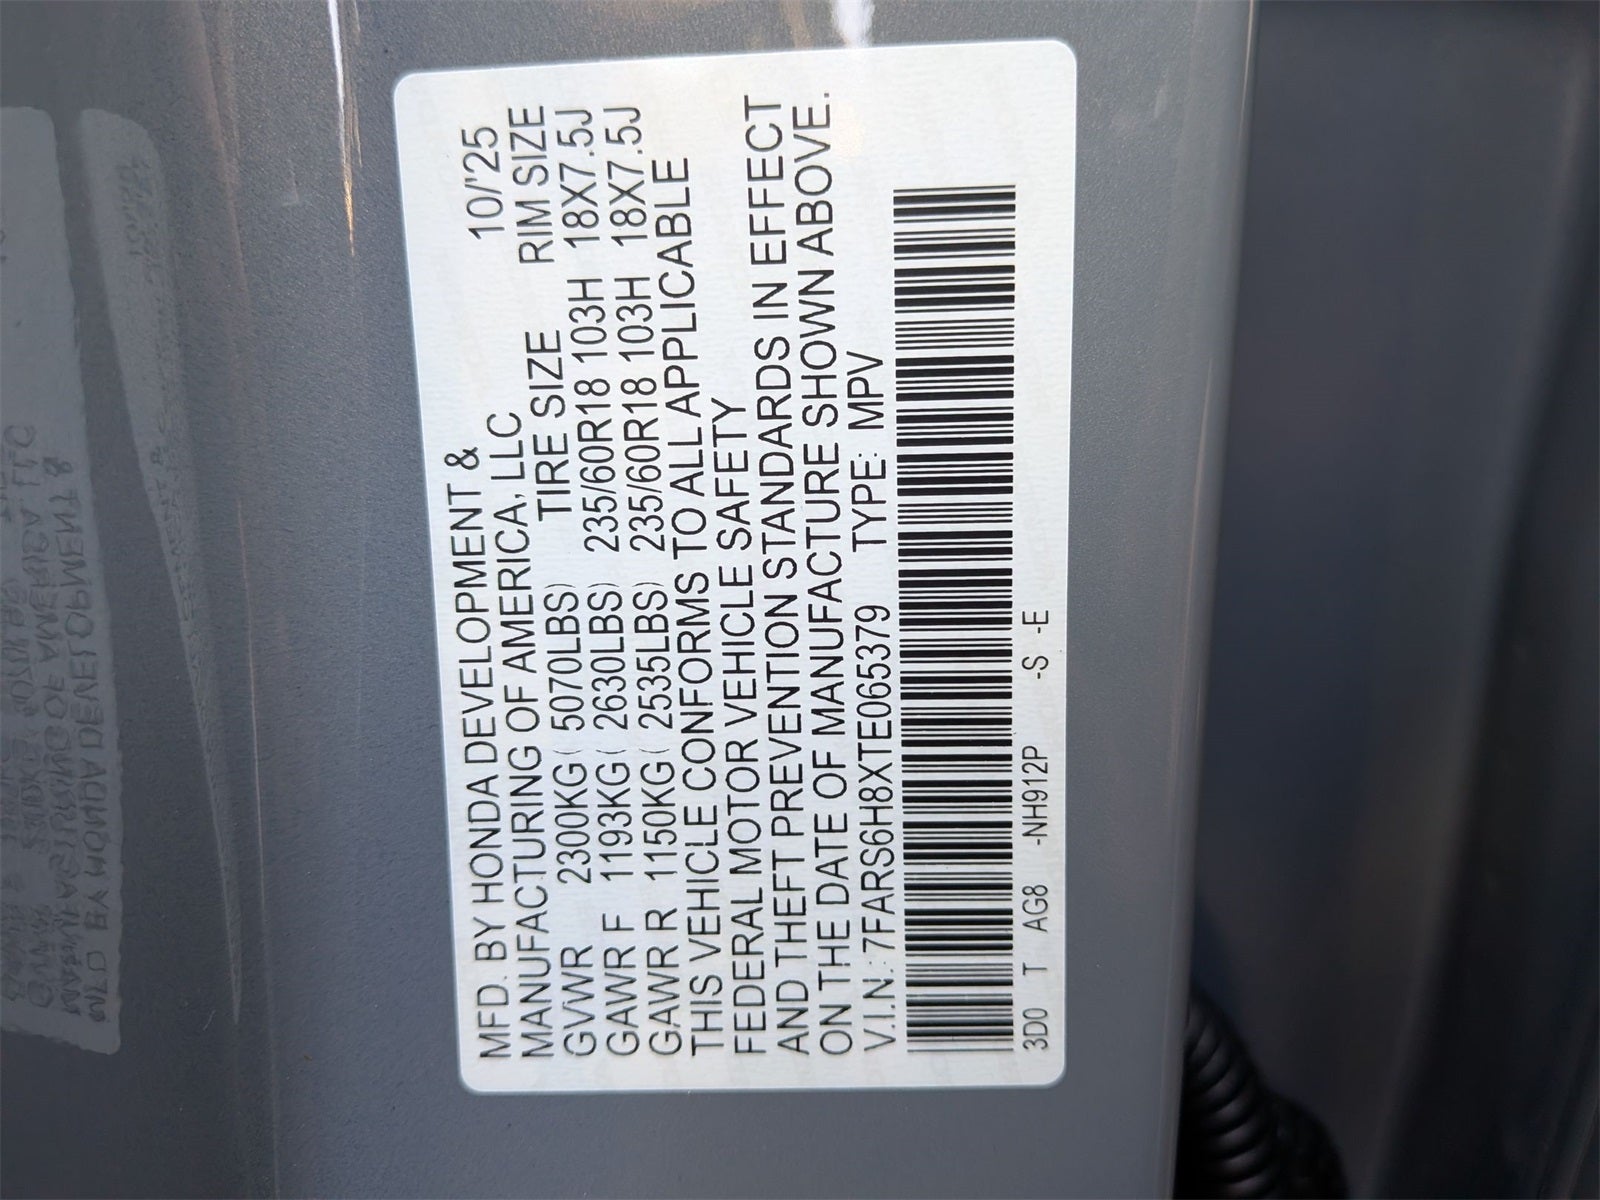 MFD. BY HONDA DEVELOPMENT & 10/'25
MANUFACTURING OF AMERICA, LLC
TIRE SIZE RIM SIZE
GVWR 2300KG ( 5070LBS) 235/60R18 103H 18X7.5J
GAWR F 1193KG ( 2630LBS) 235/60R18 103H 18X7.5J
GAWR R 1150KG ( 2535LBS)
THIS VEHICLE CONFORMS TO ALL APPLICABLE
FEDERAL MOTOR VEHICLE SAFETY
AND THEFT PREVENTION STANDARDS IN EFFECT
ON THE DATE OF MANUFACTURE SHOWN ABOVE.
V.I.N.: 7FARS6H8XTE065379 TYPE: MPV
3D0 T AG8 -NH912P -S -E